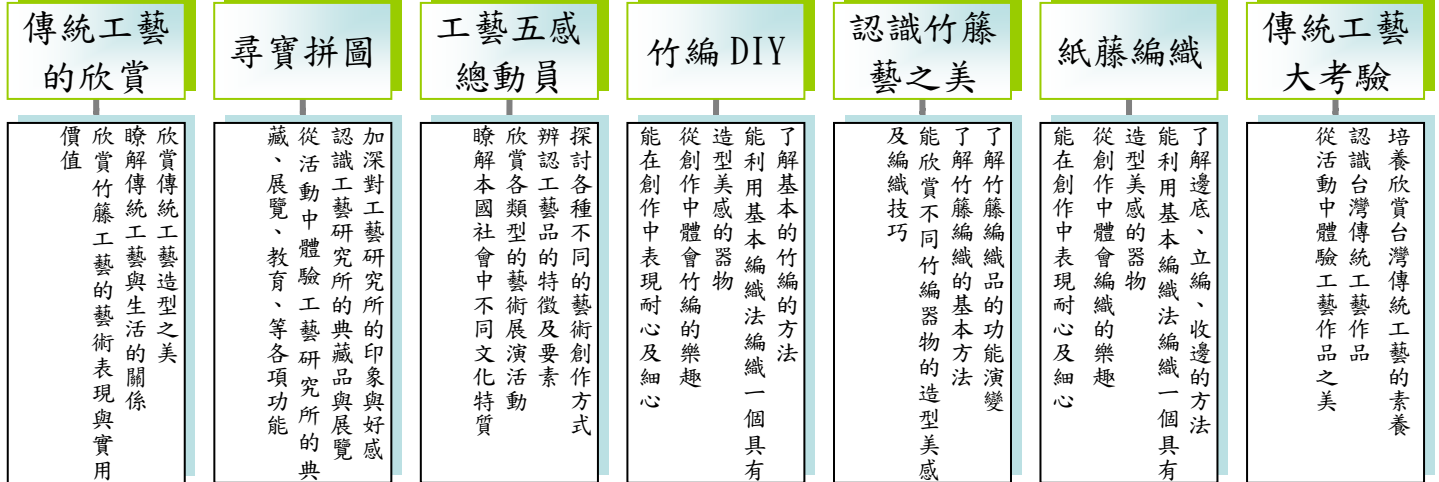 傳統工藝
的欣賞
欣賞傳統工藝造型之美
瞭解傳統工藝與生活的關係
欣賞竹籐工藝的藝術表現與實用
價值
尋寶拼圖
加深對工藝研究所的印象與好感
認識工藝研究所的典藏品與展覽
從活動中體驗工藝研究所的典
藏、展覽、教育、等各項功能
工藝五感
總動員
探討各種不同的藝術創作方式
辨認工藝品的特徵及要素
欣賞各類型的藝術展演活動
瞭解本國社會中不同文化特質
竹編DIY
了解基本的竹編的方法
能利用基本編織法編織一個具有
造型美感的器物
從創作中體會竹編的樂趣
能在創作中表現耐心及細心
認識竹藤
藝之美
了解竹籐編織品的功能演變
了解竹籐編織的基本方法
能欣賞不同竹編器物的造型美感
及編織技巧
紙藤編織
了解邊底、立編、收邊的方法
能利用基本編織法編織一個具有
造型美感的器物
從創作中體會編織的樂趣
能在創作中表現耐心及細心
傳統工藝
大考驗
培養欣賞台灣傳統工藝的素養
認識台灣傳統工藝作品
從活動中體驗工藝作品之美